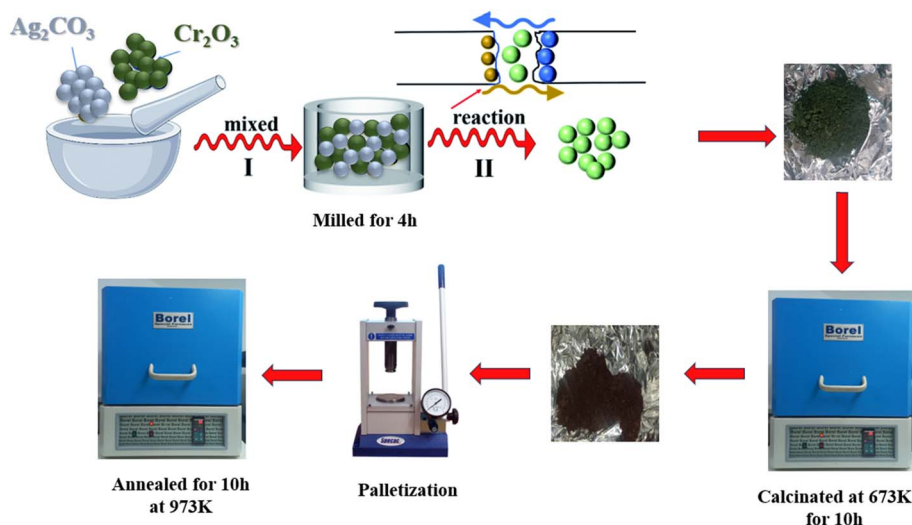 Ag₂CO₃
Cr₂O₃
mixed
I
reaction
II
Milled for 4h
Borel
Borel
Annealed for 10h
at 973K
Palletization
Calcinated at 673K
for 10h